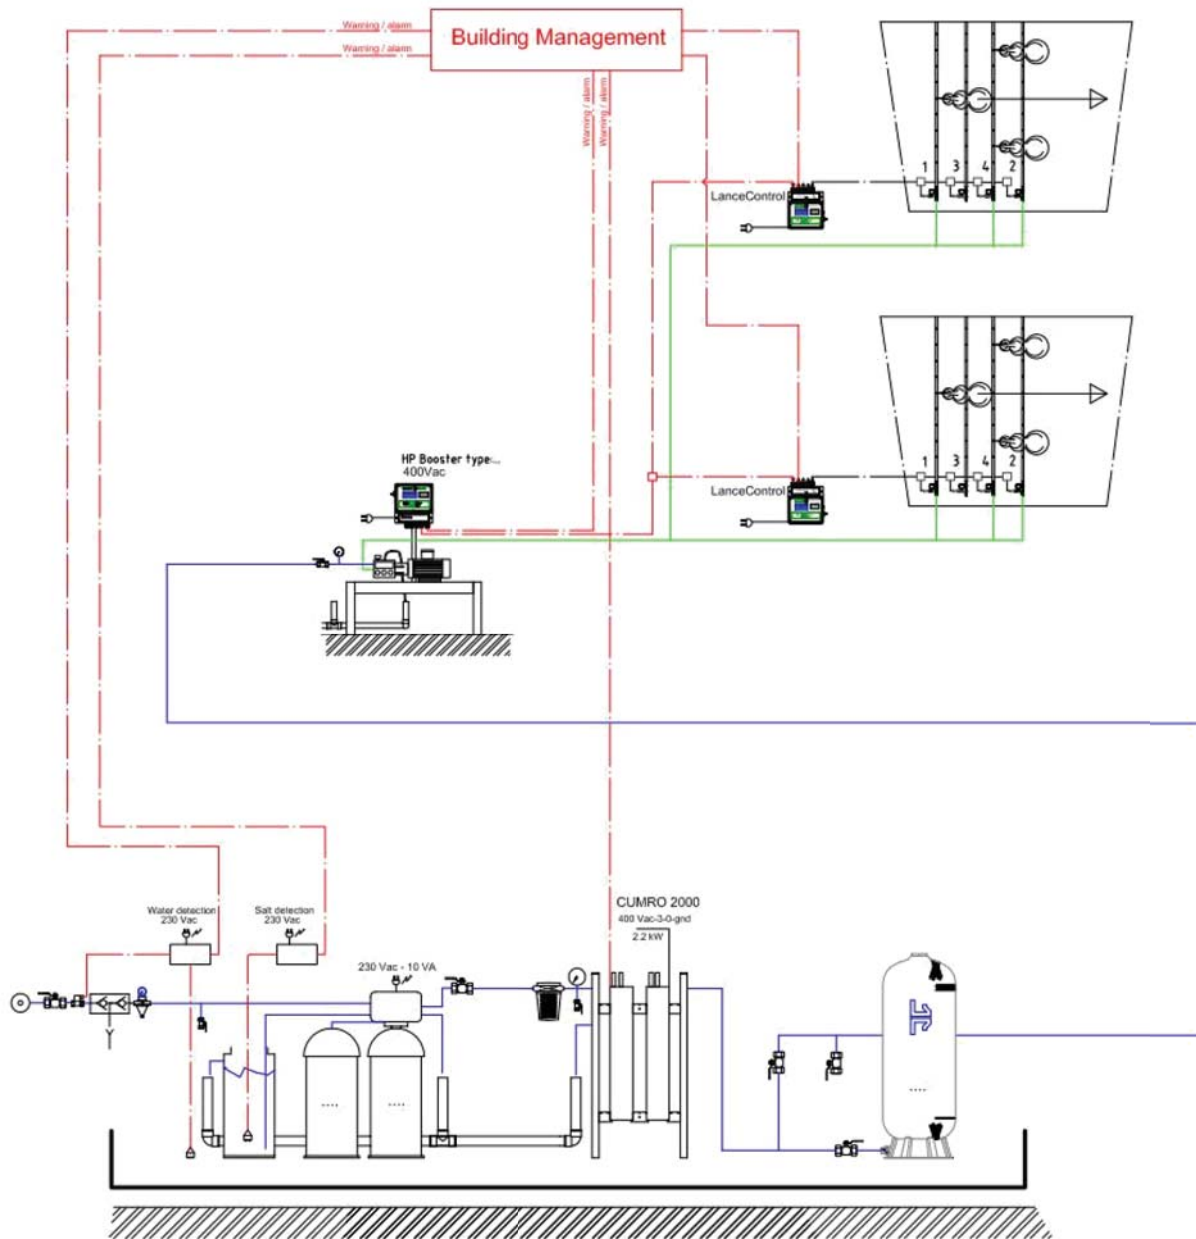 Warning / alarm
Building Management
Warning / alarm
Warning / alarm
Warning / alarm
1 3 4 2
LanceControl
1 3 4 2
LanceControl
HP Booster type:...
400Vac
CUMRO 2000
400 Vac-3-0-gnd
2.2 kW
Water detection
230 Vac
Salt detection
230 Vac
230 Vac - 10 VA